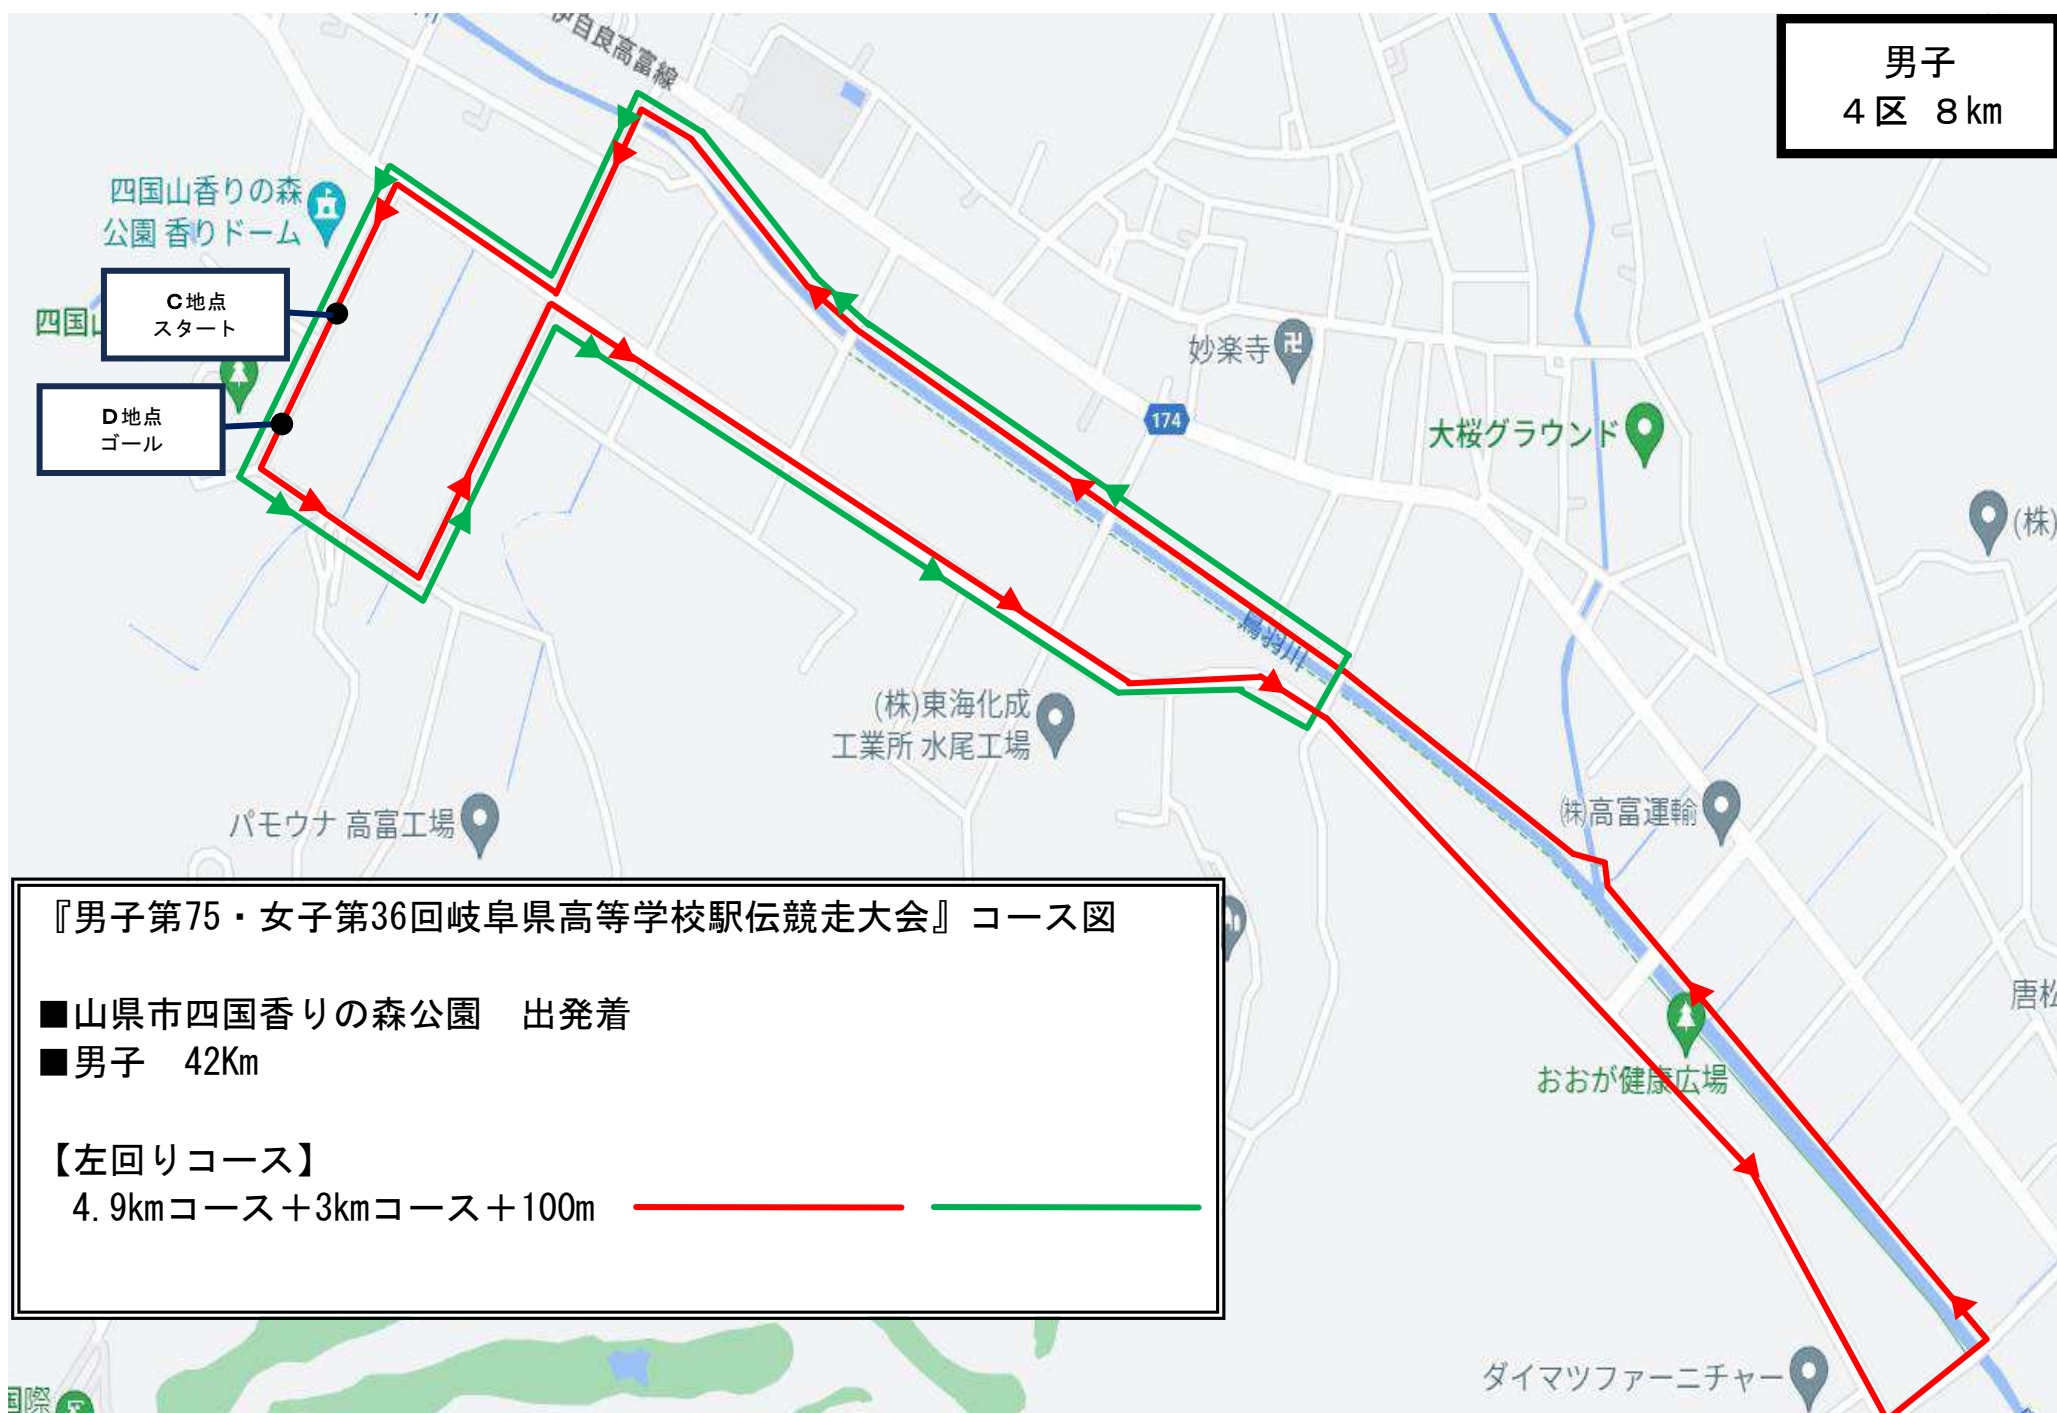 伊自良高富線
男子
４区 ８km
四国山香りの森
公園 香りドーム
C地点
スタート
四国山
D地点
ゴール
妙楽寺
174
大桜グラウンド
(株)
鳥羽川
(株)東海化成
工業所 水尾工場
パモウナ 高富工場
㈱高富運輸
『男子第75・女子第36回岐阜県高等学校駅伝競走大会』コース図
■山県市四国香りの森公園　出発着
■男子　42Km
【左回りコース】
4.9kmコース＋3kmコース＋100m
唐松
おおが健康広場
ダイマツファーニチャー
国際